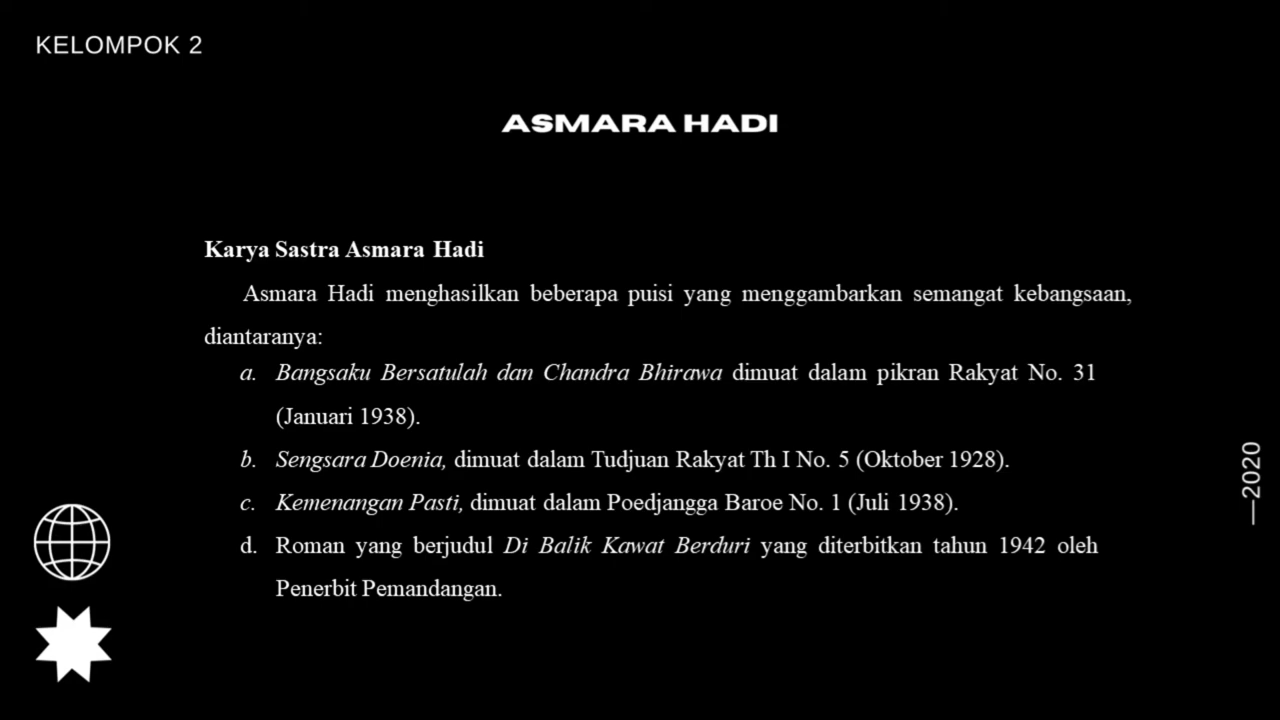 KELOMPOK 2
ASMARA HADI
Karya Sastra Asmara Hadi
Asmara Hadi menghasilkan beberapa puisi yang menggambarkan semangat kebangsaan,
diantaranya:
a. Bangsaku Bersatulah dan Chandra Bhirawa dimuat dalam pikran Rakyat No. 31
(Januari 1938).
b. Sengsara Doenia, dimuat dalam Tudjuan Rakyat Th I No. 5 (Oktober 1928).
c. Kemenangan Pasti, dimuat dalam Poedjangga Baroe No. 1 (Juli 1938).
d. Roman yang berjudul Di Balik Kawat Berduri yang diterbitkan tahun 1942 oleh
Penerbit Pemandangan.
—2020